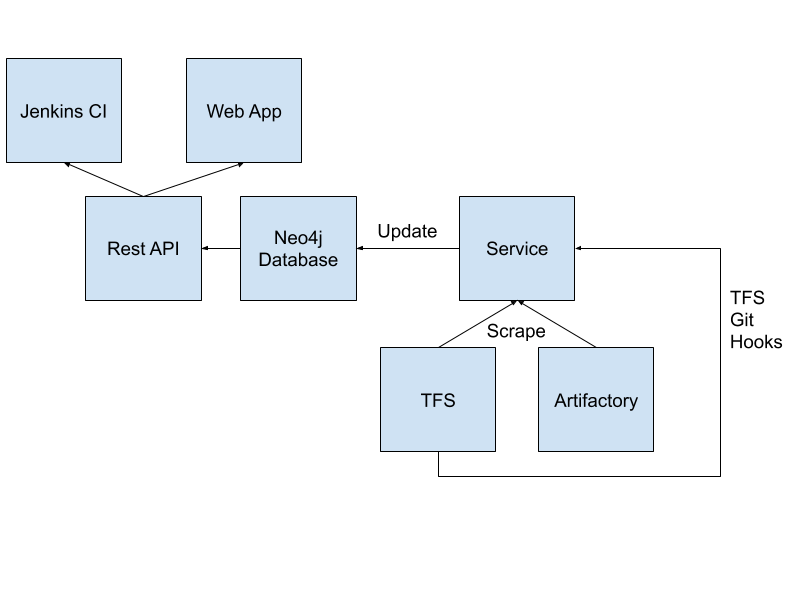 Jenkins CI
Web App
Rest API
Neo4j
Database
Update
Service
TFS
Git
Hooks
Scrape
TFS
Artifactory